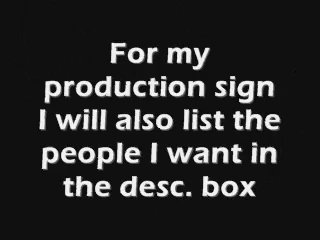 For my
production sign
I will also list the
people I want in
the desc. box